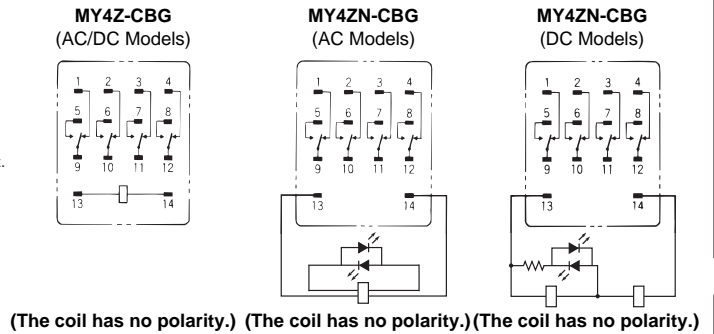 MY4Z-CBG
(AC/DC Models)
1 2 3 4
5 6 7 8
9 10 11 12
13 14
(The coil has no polarity.)
MY4ZN-CBG
(AC Models)
1 2 3 4
5 6 7 8
9 10 11 12
13 14
(The coil has no polarity.)
MY4ZN-CBG
(DC Models)
1 2 3 4
5 6 7 8
9 10 11 12
13 14
(The coil has no polarity.)